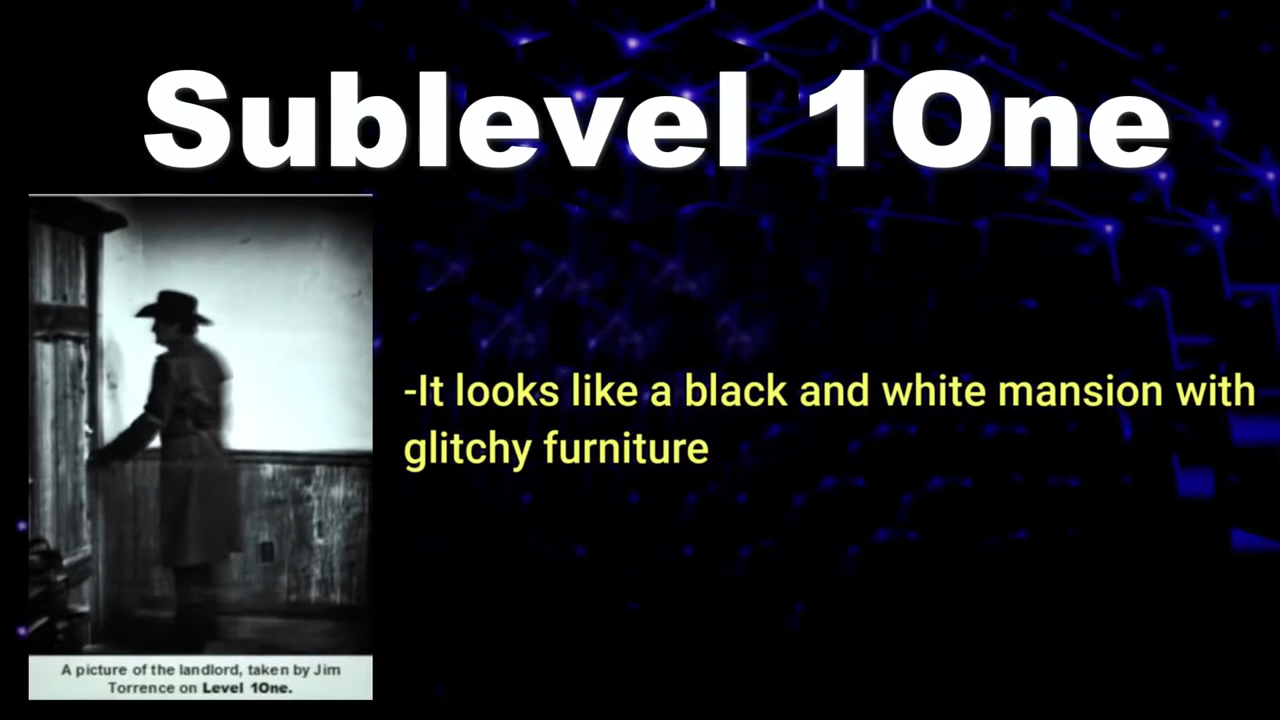 Sublevel 1One
-It looks like a black and white mansion with
glitchy furniture
A picture of the landlord, taken by Jim
Torrence on Level 1One.